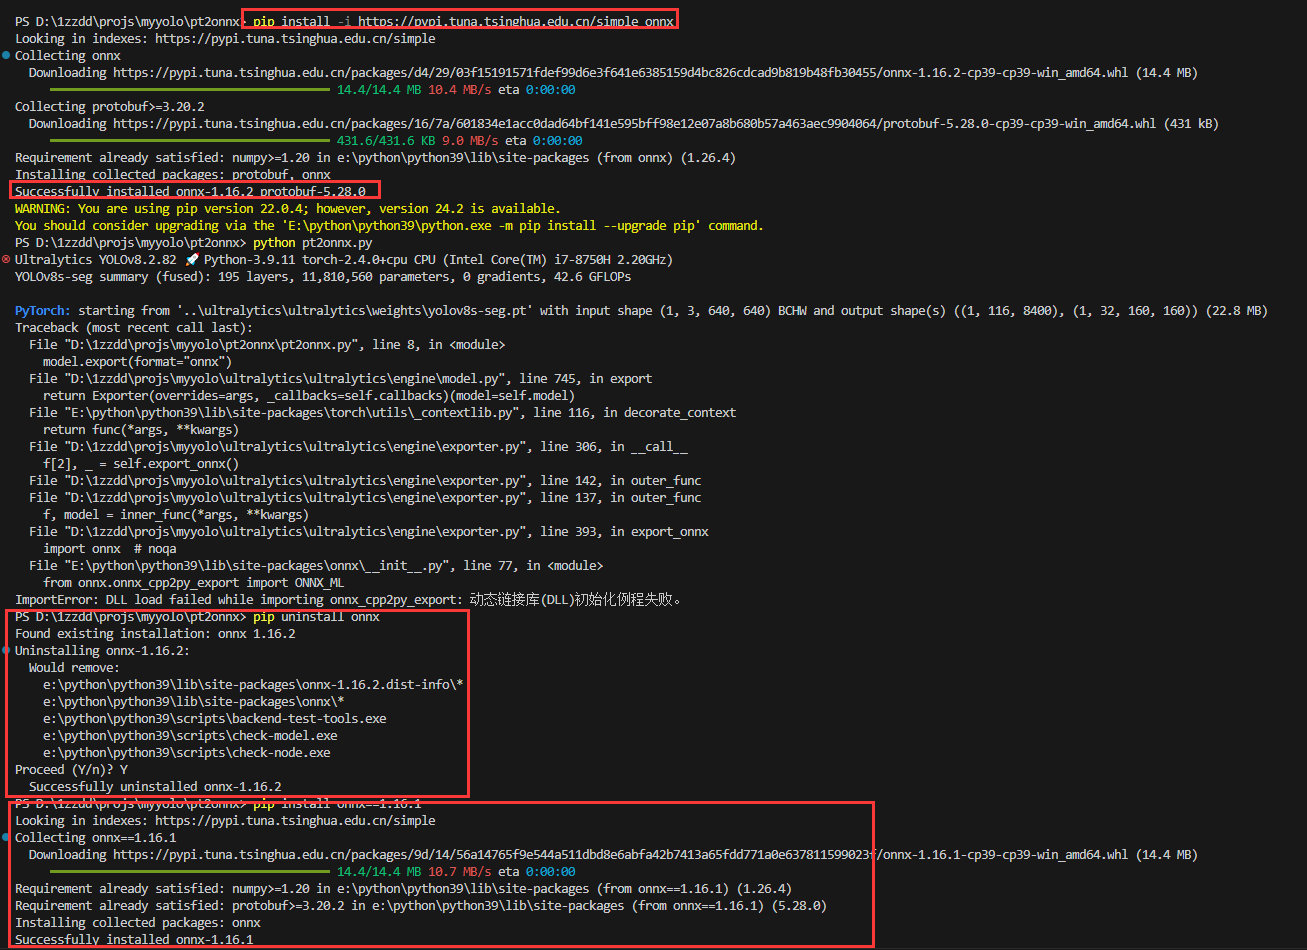 PS D:\1zzdd\projs\myyolo\pt2onnx> pip install -i https://pypi.tuna.tsinghua.edu.cn/simple onnx
Looking in indexes: https://pypi.tuna.tsinghua.edu.cn/simple
Collecting onnx
Downloading https://pypi.tuna.tsinghua.edu.cn/packages/d4/29/03f15191571fdef99d6e3f641e6385159d4bc826cdcad9b819b48fb30455/onnx-1.16.2-cp39-cp39-win_amd64.whl (14.4 MB)
14.4/14.4 MB 10.4 MB/s eta 0:00:00
Collecting protobuf>=3.20.2
Downloading https://pypi.tuna.tsinghua.edu.cn/packages/16/7a/601834e1acc0dad64bf141e595bff98e12e07a8b680b57a463aec9904064/protobuf-5.28.0-cp39-cp39-win_amd64.whl (431 kB)
431.6/431.6 KB 9.0 MB/s eta 0:00:00
Requirement already satisfied: numpy>=1.20 in e:\python\python39\lib\site-packages (from onnx) (1.26.4)
Installing collected packages: protobuf, onnx
Successfully installed onnx-1.16.2 protobuf-5.28.0
WARNING: You are using pip version 22.0.4; however, version 24.2 is available.
You should consider upgrading via the 'E:\python\python39\python.exe -m pip install --upgrade pip' command.
PS D:\1zzdd\projs\myyolo\pt2onnx> python pt2onnx.py
Ultralytics YOLOv8.2.82 🚀 Python-3.9.11 torch-2.4.0+cpu CPU (Intel Core(TM) i7-8750H 2.20GHz)
YOLOv8s-seg summary (fused): 195 layers, 11,810,560 parameters, 0 gradients, 42.6 GFLOPs
PyTorch: starting from '..\ultralytics\ultralytics\weights\yolov8s-seg.pt' with input shape (1, 3, 640, 640) BCHW and output shape(s) ((1, 116, 8400), (1, 32, 160, 160)) (22.8 MB)
Traceback (most recent call last):
File "D:\1zzdd\projs\myyolo\pt2onnx\pt2onnx.py", line 8, in <module>
model.export(format="onnx")
File "D:\1zzdd\projs\myyolo\ultralytics\ultralytics\engine\model.py", line 745, in export
return Exporter(overrides=args, _callbacks=self.callbacks)(model=self.model)
File "E:\python\python39\lib\site-packages\torch\utils\_contextlib.py", line 116, in decorate_context
return func(*args, **kwargs)
File "D:\1zzdd\projs\myyolo\ultralytics\ultralytics\engine\exporter.py", line 306, in __call__
f[2], _ = self.export_onnx()
File "D:\1zzdd\projs\myyolo\ultralytics\ultralytics\engine\exporter.py", line 142, in outer_func
File "D:\1zzdd\projs\myyolo\ultralytics\ultralytics\engine\exporter.py", line 137, in outer_func
f, model = inner_func(*args, **kwargs)
File "D:\1zzdd\projs\myyolo\ultralytics\ultralytics\engine\exporter.py", line 393, in export_onnx
import onnx  # noqa
File "E:\python\python39\lib\site-packages\onnx\__init__.py", line 77, in <module>
from onnx.onnx_cpp2py_export import ONNX_ML
ImportError: DLL load failed while importing onnx_cpp2py_export: 动态链接库(DLL)初始化例程失败。
PS D:\1zzdd\projs\myyolo\pt2onnx> pip uninstall onnx
Found existing installation: onnx 1.16.2
Uninstalling onnx-1.16.2:
Would remove:
e:\python\python39\lib\site-packages\onnx-1.16.2.dist-info\*
e:\python\python39\lib\site-packages\onnx\*
e:\python\python39\scripts\backend-test-tools.exe
e:\python\python39\scripts\check-model.exe
e:\python\python39\scripts\check-node.exe
Proceed (Y/n)? Y
Successfully uninstalled onnx-1.16.2
PS D:\1zzdd\projs\myyolo\pt2onnx> pip install onnx==1.16.1
Looking in indexes: https://pypi.tuna.tsinghua.edu.cn/simple
Collecting onnx==1.16.1
Downloading https://pypi.tuna.tsinghua.edu.cn/packages/9d/14/56a14765f9e544a511dbd8e6abfa42b7413a65fdd771a0e637811599023f/onnx-1.16.1-cp39-cp39-win_amd64.whl (14.4 MB)
14.4/14.4 MB 10.7 MB/s eta 0:00:00
Requirement already satisfied: numpy>=1.20 in e:\python\python39\lib\site-packages (from onnx==1.16.1) (1.26.4)
Requirement already satisfied: protobuf>=3.20.2 in e:\python\python39\lib\site-packages (from onnx==1.16.1) (5.28.0)
Installing collected packages: onnx
Successfully installed onnx-1.16.1